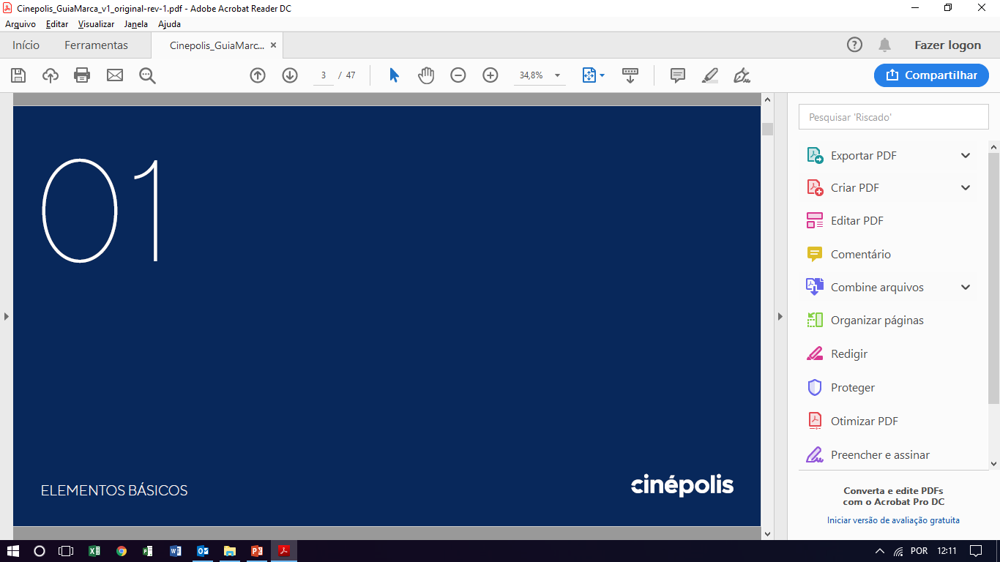 Cinepolis_GuiaMarca_v1_original-rev-1.pdf - Adobe Acrobat Reader DC
Arquivo Editar Visualizar Janela Ajuda
Início Ferramentas Cinepolis_GuiaMarc... Fazer logon
3 / 47 34,8% Compartilhar
Pesquisar 'Riscado'
01
Exportar PDF
Criar PDF
Editar PDF
Comentário
Combine arquivos
Organizar páginas
Redigir
Proteger
Otimizar PDF
Preencher e assinar
ELEMENTOS BÁSICOS
cinépolis
Converta e edite PDFs
com o Acrobat Pro DC
Iniciar versão de avaliação gratuita
POR 12:11